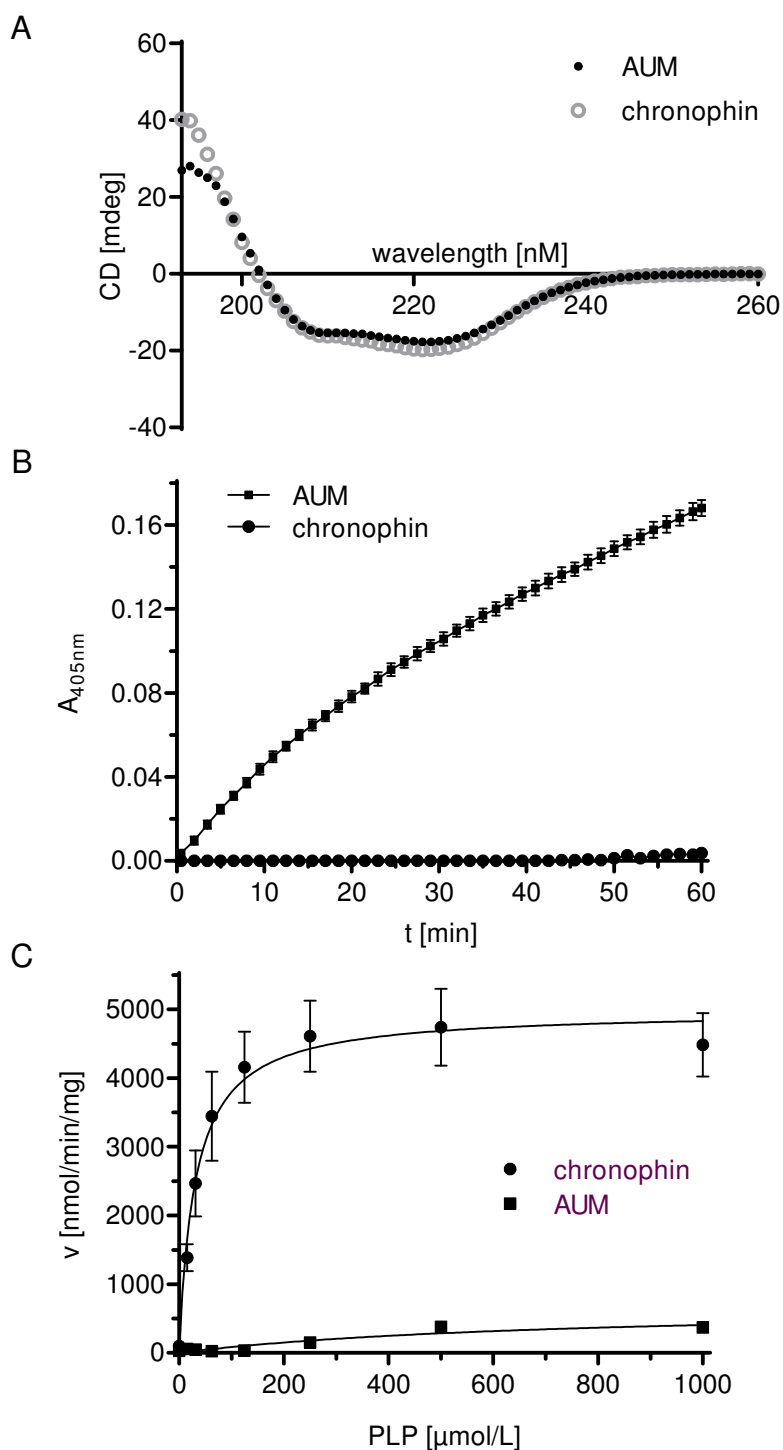 A
60
40
20
0
-20
-40
CD [mdeg]
AUM
chronophin
wavelength [nM]
200
220
240
260
B
0.16
0.12
0.08
0.04
0.00
A405nm
AUM
chronophin
0
10
20
30
40
50
60
t [min]
C
5000
4000
3000
2000
1000
0
v [nmol/min/mg]
chronophin
AUM
0
200
400
600
800
1000
PLP [µmol/L]